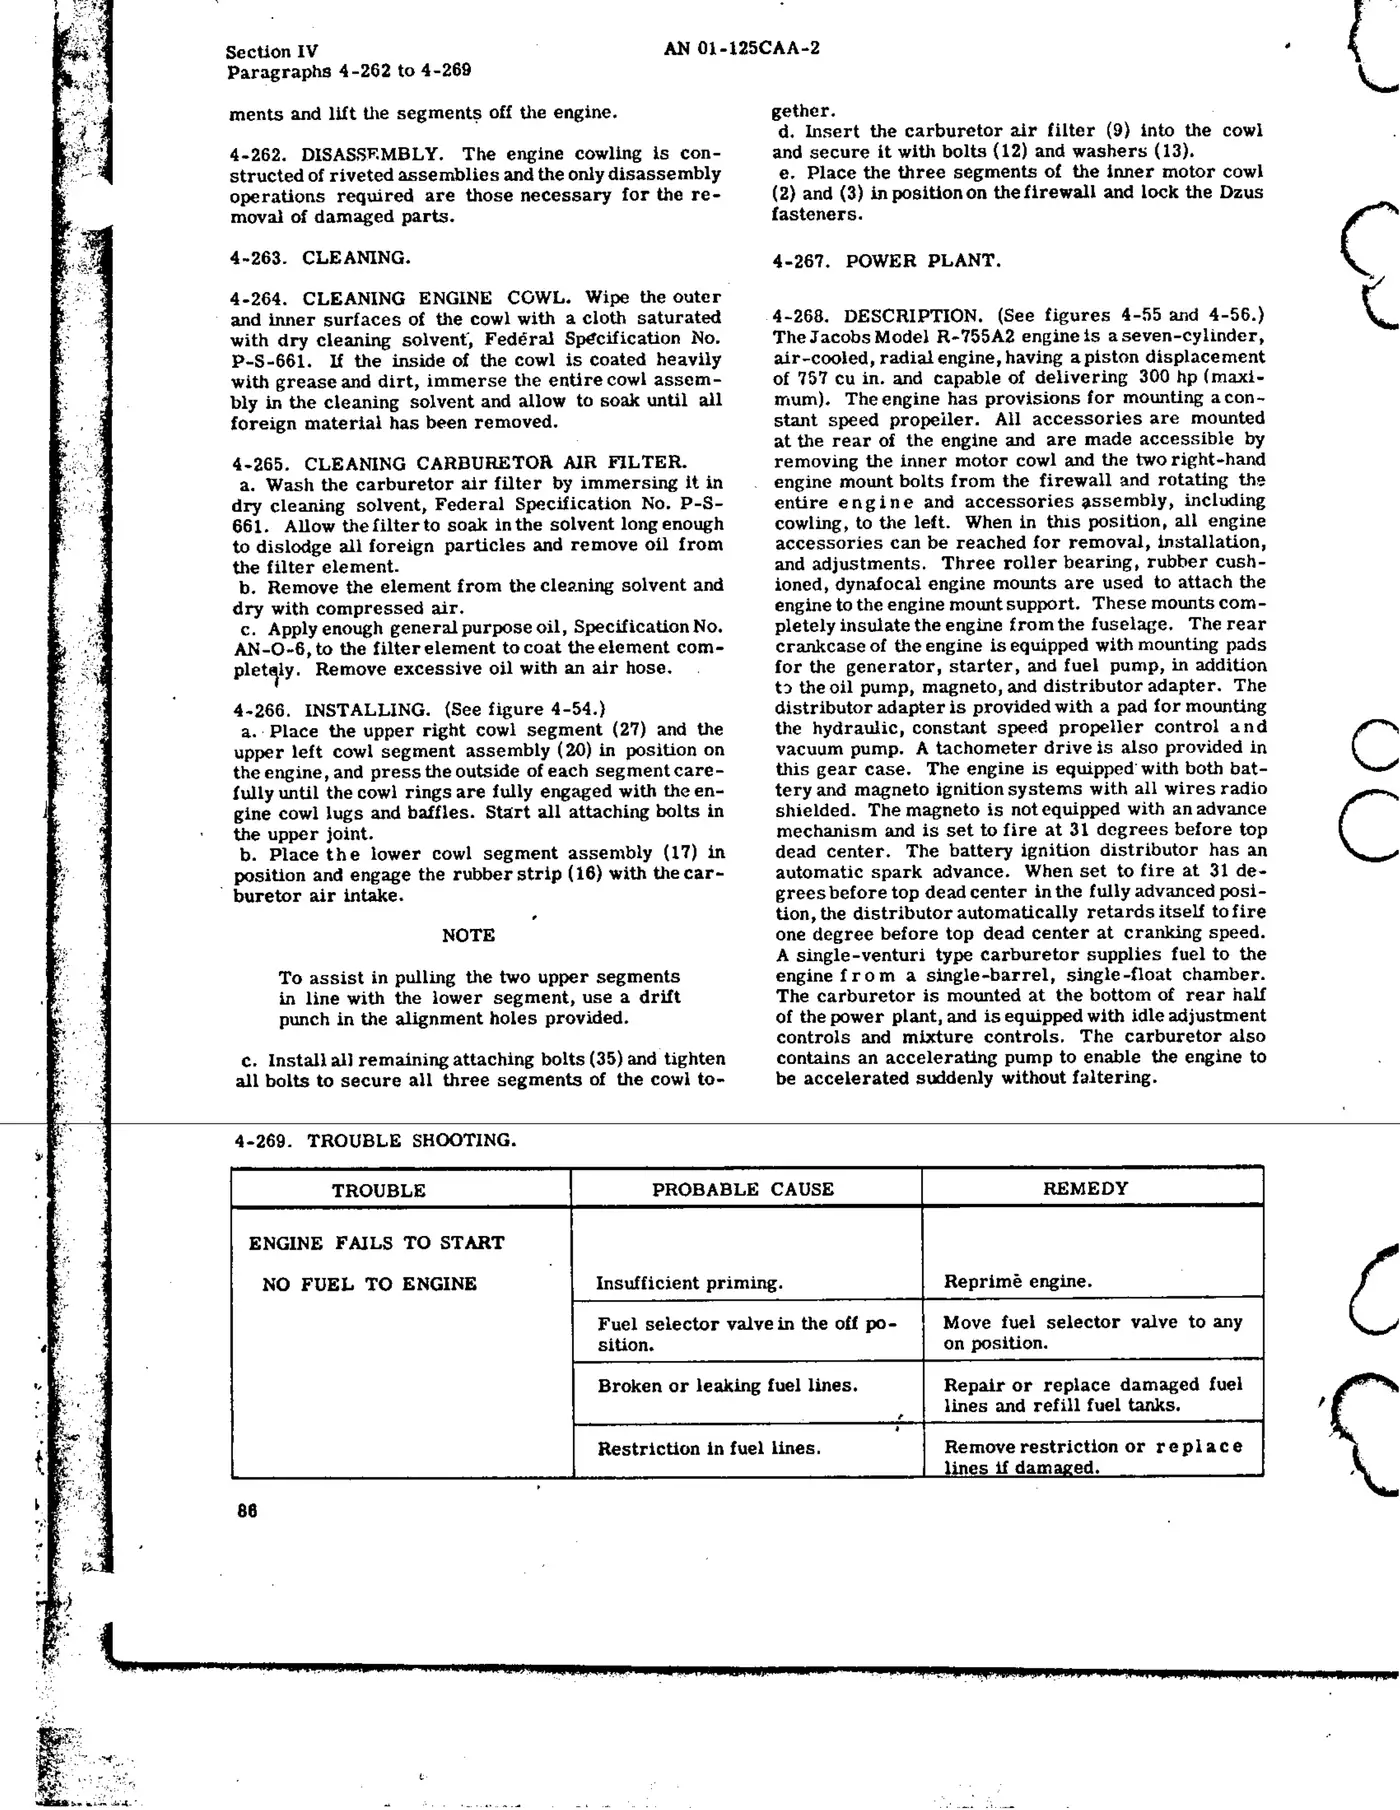 Section IV
AN 01-125CAA-2
Paragraphs 4-262 to 4-269
ments and lift the segments off the engine.
4-262. DISASSEMBLY. The engine cowling is con-
structed of riveted assemblies and the only disassembly
operations required are those necessary for the re-
moval of damaged parts.
4-263. CLEANING.
4-264. CLEANING ENGINE COWL. Wipe the outer
and inner surfaces of the cowl with a cloth saturated
with dry cleaning solvent, Federal Specification No.
P-S-661. If the inside of the cowl is coated heavily
with grease and dirt, immerse the entire cowl assem-
bly in the cleaning solvent and allow to soak until all
foreign material has been removed.
4-265. CLEANING CARBURETOR AIR FILTER.
a. Wash the carburetor air filter by immersing it in
dry cleaning solvent, Federal Specification No. P-S-
661. Allow the filter to soak in the solvent long enough
to dislodge all foreign particles and remove oil from
the filter element.
b. Remove the element from the cleaning solvent and
dry with compressed air.
c. Apply enough general purpose oil, Specification No.
AN-O-6, to the filter element to coat the element com-
pletely. Remove excessive oil with an air hose.
4-266. INSTALLING. (See figure 4-54.)
a. Place the upper right cowl segment (27) and the
upper left cowl segment assembly (20) in position on
the engine, and press the outside of each segment care-
fully until the cowl rings are fully engaged with the en-
gine cowl lugs and baffles. Start all attaching bolts in
the upper joint.
b. Place the lower cowl segment assembly (17) in
position and engage the rubber strip (16) with the car-
buretor air intake.
NOTE
To assist in pulling the two upper segments
in line with the lower segment, use a drift
punch in the alignment holes provided.
c. Install all remaining attaching bolts (35) and tighten
all bolts to secure all three segments of the cowl to-
gether.
d. Insert the carburetor air filter (9) into the cowl
and secure it with bolts (12) and washers (13).
e. Place the three segments of the inner motor cowl
(2) and (3) in position on the firewall and lock the Dzus
fasteners.
4-267. POWER PLANT.
4-268. DESCRIPTION. (See figures 4-55 and 4-56.)
The Jacobs Model R-755A2 engine is a seven-cylinder,
air-cooled, radial engine, having a piston displacement
of 757 cu in. and capable of delivering 300 hp (maxi-
mum). The engine has provisions for mounting a con-
stant speed propeller. All accessories are mounted
at the rear of the engine and are made accessible by
removing the inner motor cowl and the two right-hand
engine mount bolts from the firewall and rotating the
entire engine and accessories assembly, including
cowling, to the left. When in this position, all engine
accessories can be reached for removal, installation,
and adjustments. Three roller bearing, rubber cush-
ioned, dynafocal engine mounts are used to attach the
engine to the engine mount support. These mounts com-
pletely insulate the engine from the fuselage. The rear
crankcase of the engine is equipped with mounting pads
for the generator, starter, and fuel pump, in addition
to the oil pump, magneto, and distributor adapter. The
distributor adapter is provided with a pad for mounting
the hydraulic, constant speed propeller control and
vacuum pump. A tachometer drive is also provided in
this gear case. The engine is equipped with both bat-
tery and magneto ignition systems with all wires radio
shielded. The magneto is not equipped with an advance
mechanism and is set to fire at 31 degrees before top
dead center. The battery ignition distributor has an
automatic spark advance. When set to fire at 31 de-
grees before top dead center in the fully advanced posi-
tion, the distributor automatically retards itself to fire
one degree before top dead center at cranking speed.
A single-venturi type carburetor supplies fuel to the
engine from a single-barrel, single-float chamber.
The carburetor is mounted at the bottom of rear half
of the power plant, and is equipped with idle adjustment
controls and mixture controls. The carburetor also
contains an accelerating pump to enable the engine to
be accelerated suddenly without faltering.
4-269. TROUBLE SHOOTING.
TROUBLE
PROBABLE CAUSE
REMEDY
ENGINE FAILS TO START
NO FUEL TO ENGINE
Insufficient priming.
Reprime engine.
Fuel selector valve in the off po-
sition.
Move fuel selector valve to any
on position.
Broken or leaking fuel lines.
Repair or replace damaged fuel
lines and refill fuel tanks.
Restriction in fuel lines.
Remove restriction or replace
lines if damaged.
86